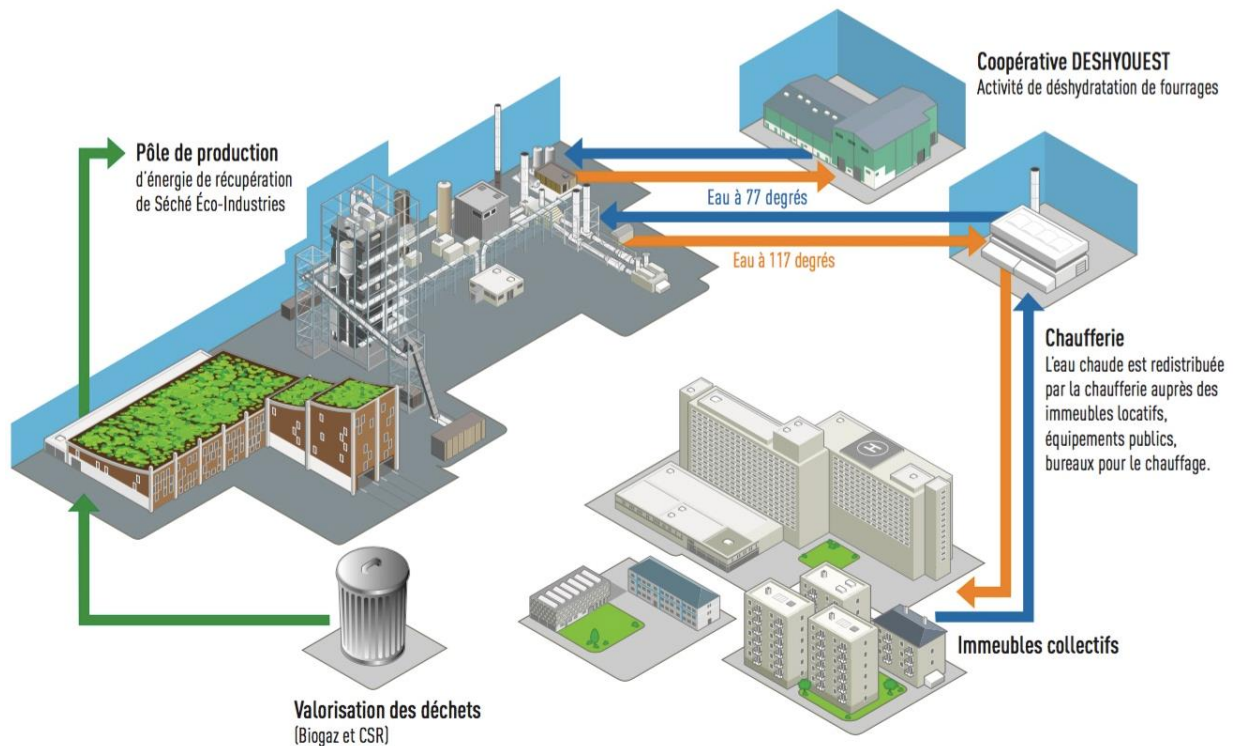 Coopérative DESHYOUEST
Activité de déshydratation de fourrages
Pôle de production
d'énergie de récupération
de Séché Éco-Industries
Eau à 77 degrés
Eau à 117 degrés
Chaufferie
L'eau chaude est redistribuée
par la chaufferie auprès des
immeubles locatifs,
équipements publics,
bureaux pour le chauffage.
H
Immeubles collectifs
Valorisation des déchets
(Biogaz et CSR)